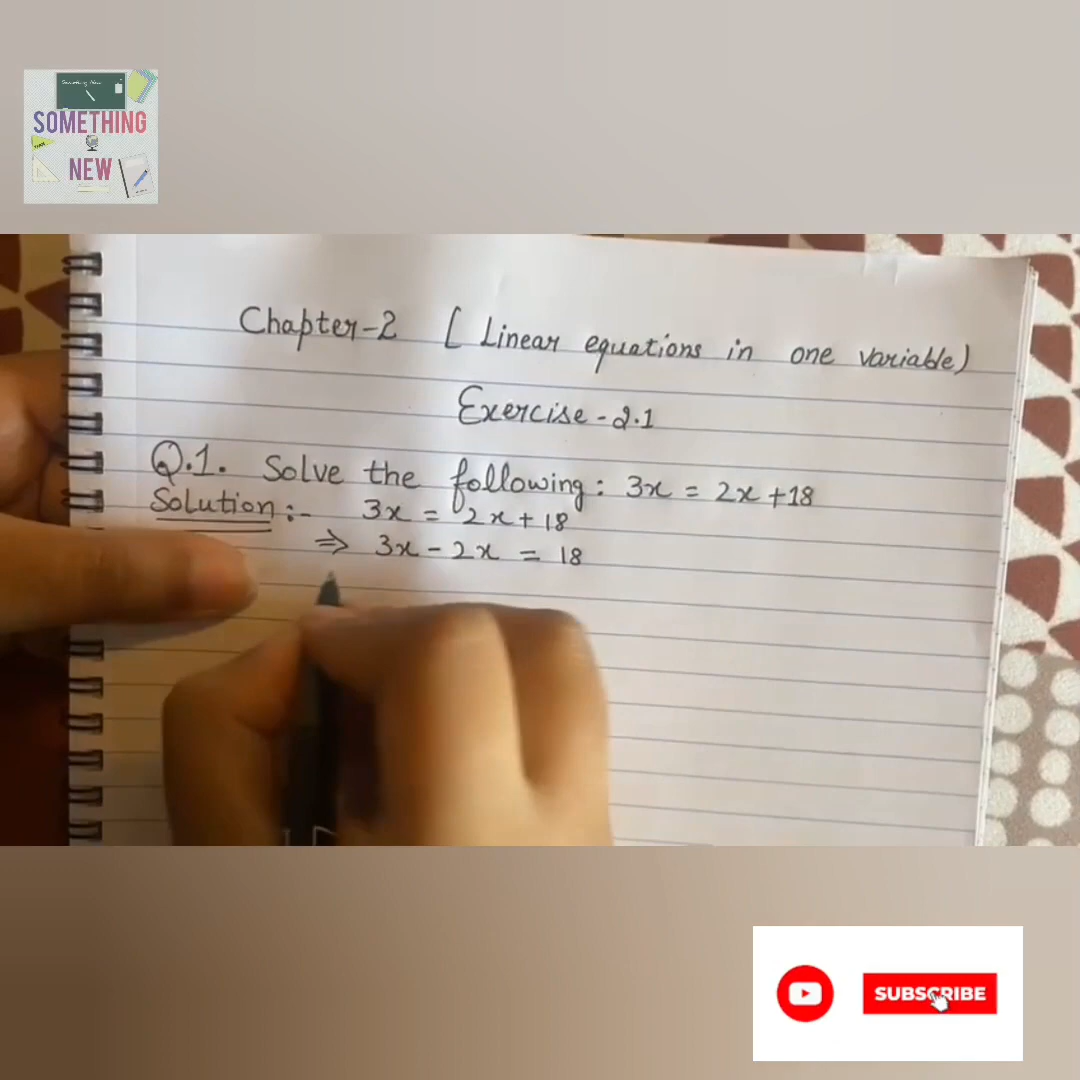 SOMETHING
NEW
Chapter-2 [ Linear equations in one variable)
Exercise-2.1
Q.1. Solve the following: 3x = 2x+18
Solution:- 3x = 2x+18
⇒ 3x-2x = 18
SUBSCRIBE